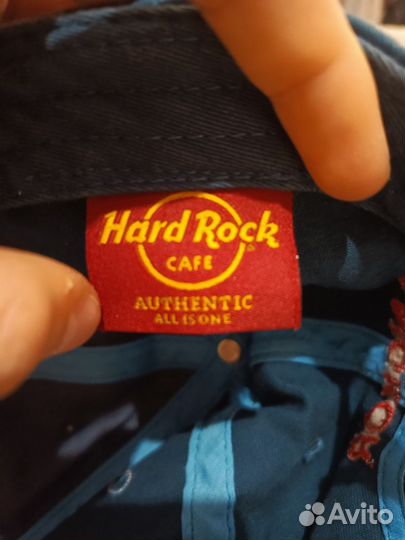 Hard Rock
CAFE
AUTHENTIC
ALL IS ONE
Avito